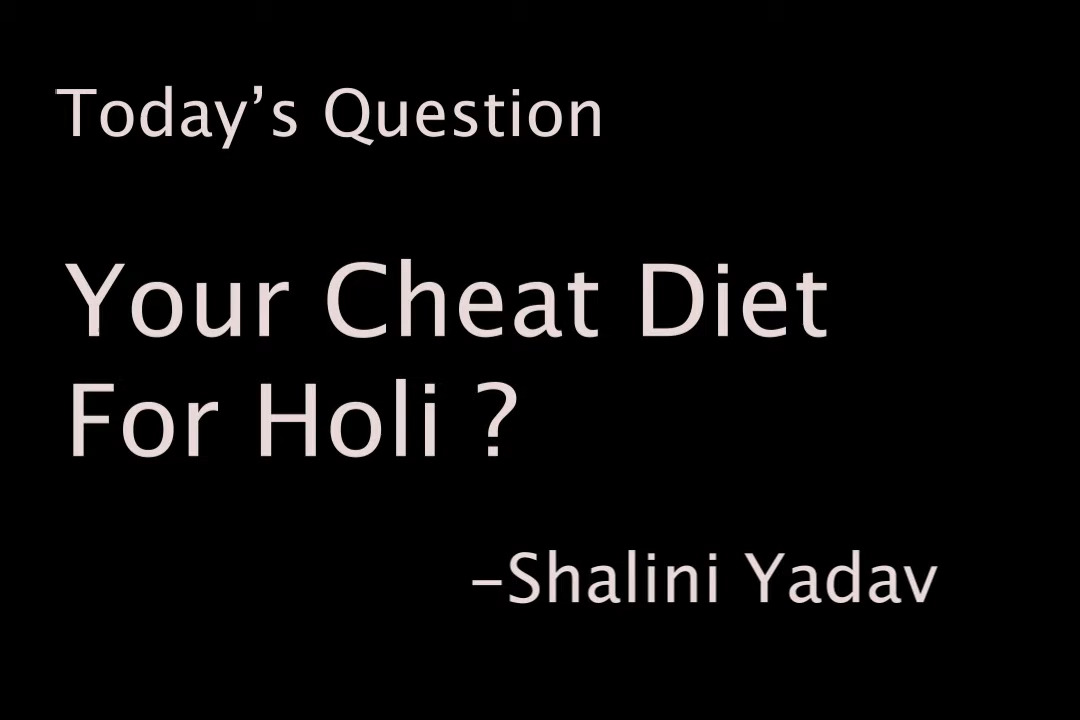 Today’s Question
Your Cheat Diet
For Holi ?
–Shalini Yadav